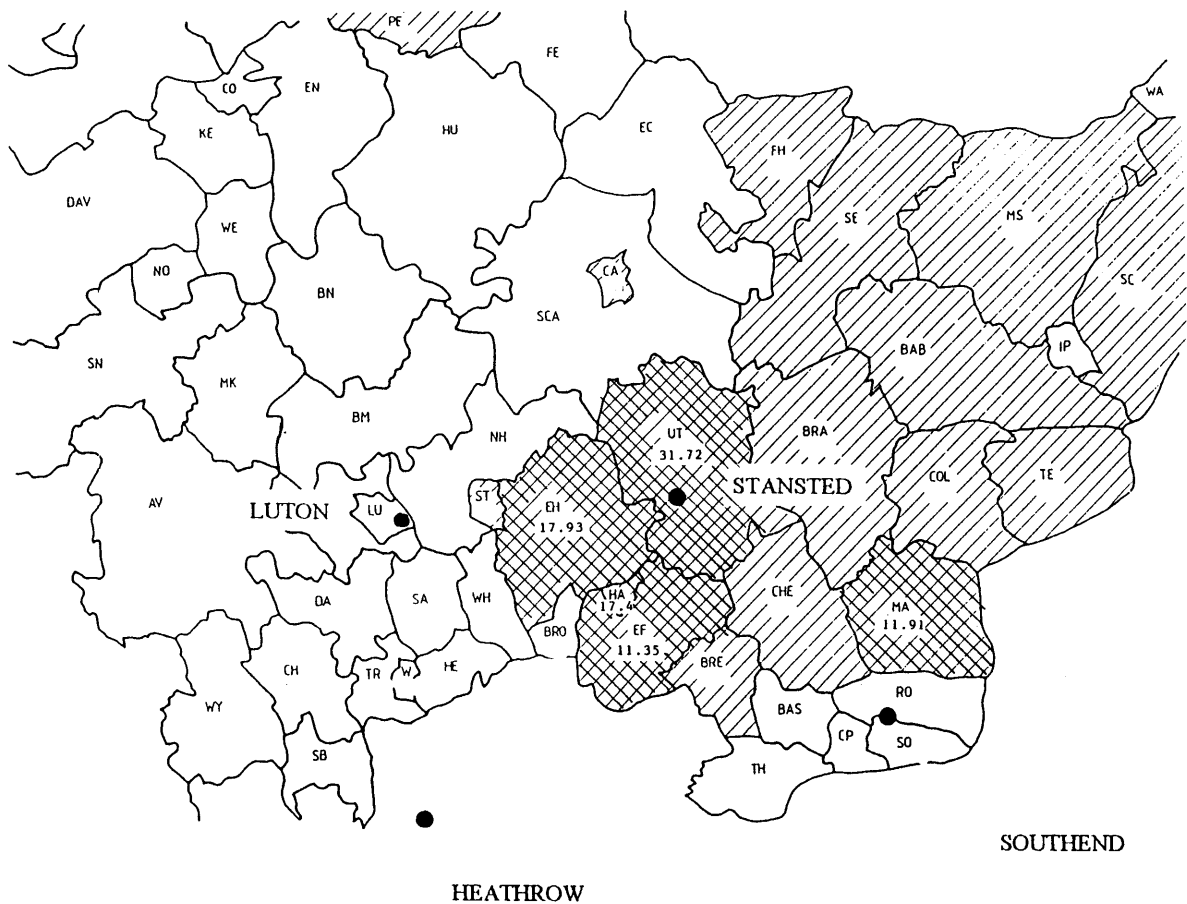 PE
FE
WA
CO
EN
KE
HU
EC
FH
DAV
WE
SE
MS
NO
CA
SC
BN
SCA
SN
IP
BAB
MK
BM
NH
UT
31.72
BRA
AV
LUTON
LU
ST
EH
17.93
STANSTED
COL
TE
DA
SA
WH
HA
17.4
CHE
MA
11.91
BRO
EF
11.35
CH
TR
W
HE
BRE
WY
BAS
RO
SB
CP
SO
TH
SOUTHEND
HEATHROW